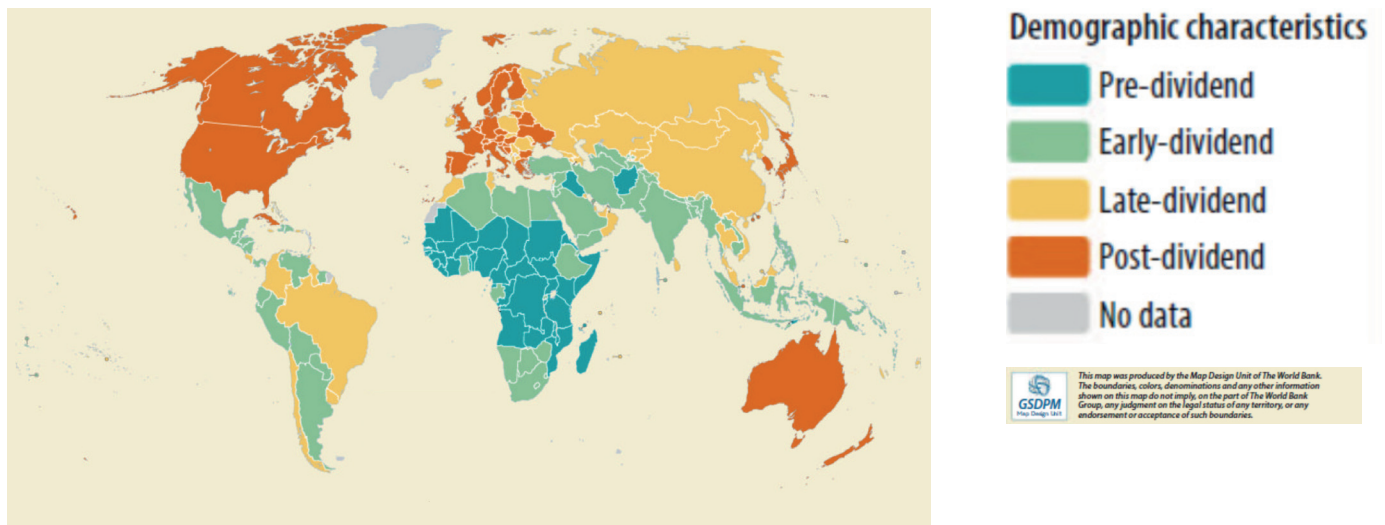 Demographic characteristics
Pre-dividend
Early-dividend
Late-dividend
Post-dividend
No data
GSDPM
Map Design Unit
This map was produced by the Map Design Unit of The World Bank.
The boundaries, colors, denominations and any other information
shown on this map do not imply, on the part of The World Bank
Group, any judgment on the legal status of any territory, or any
endorsement or acceptance of such boundaries.